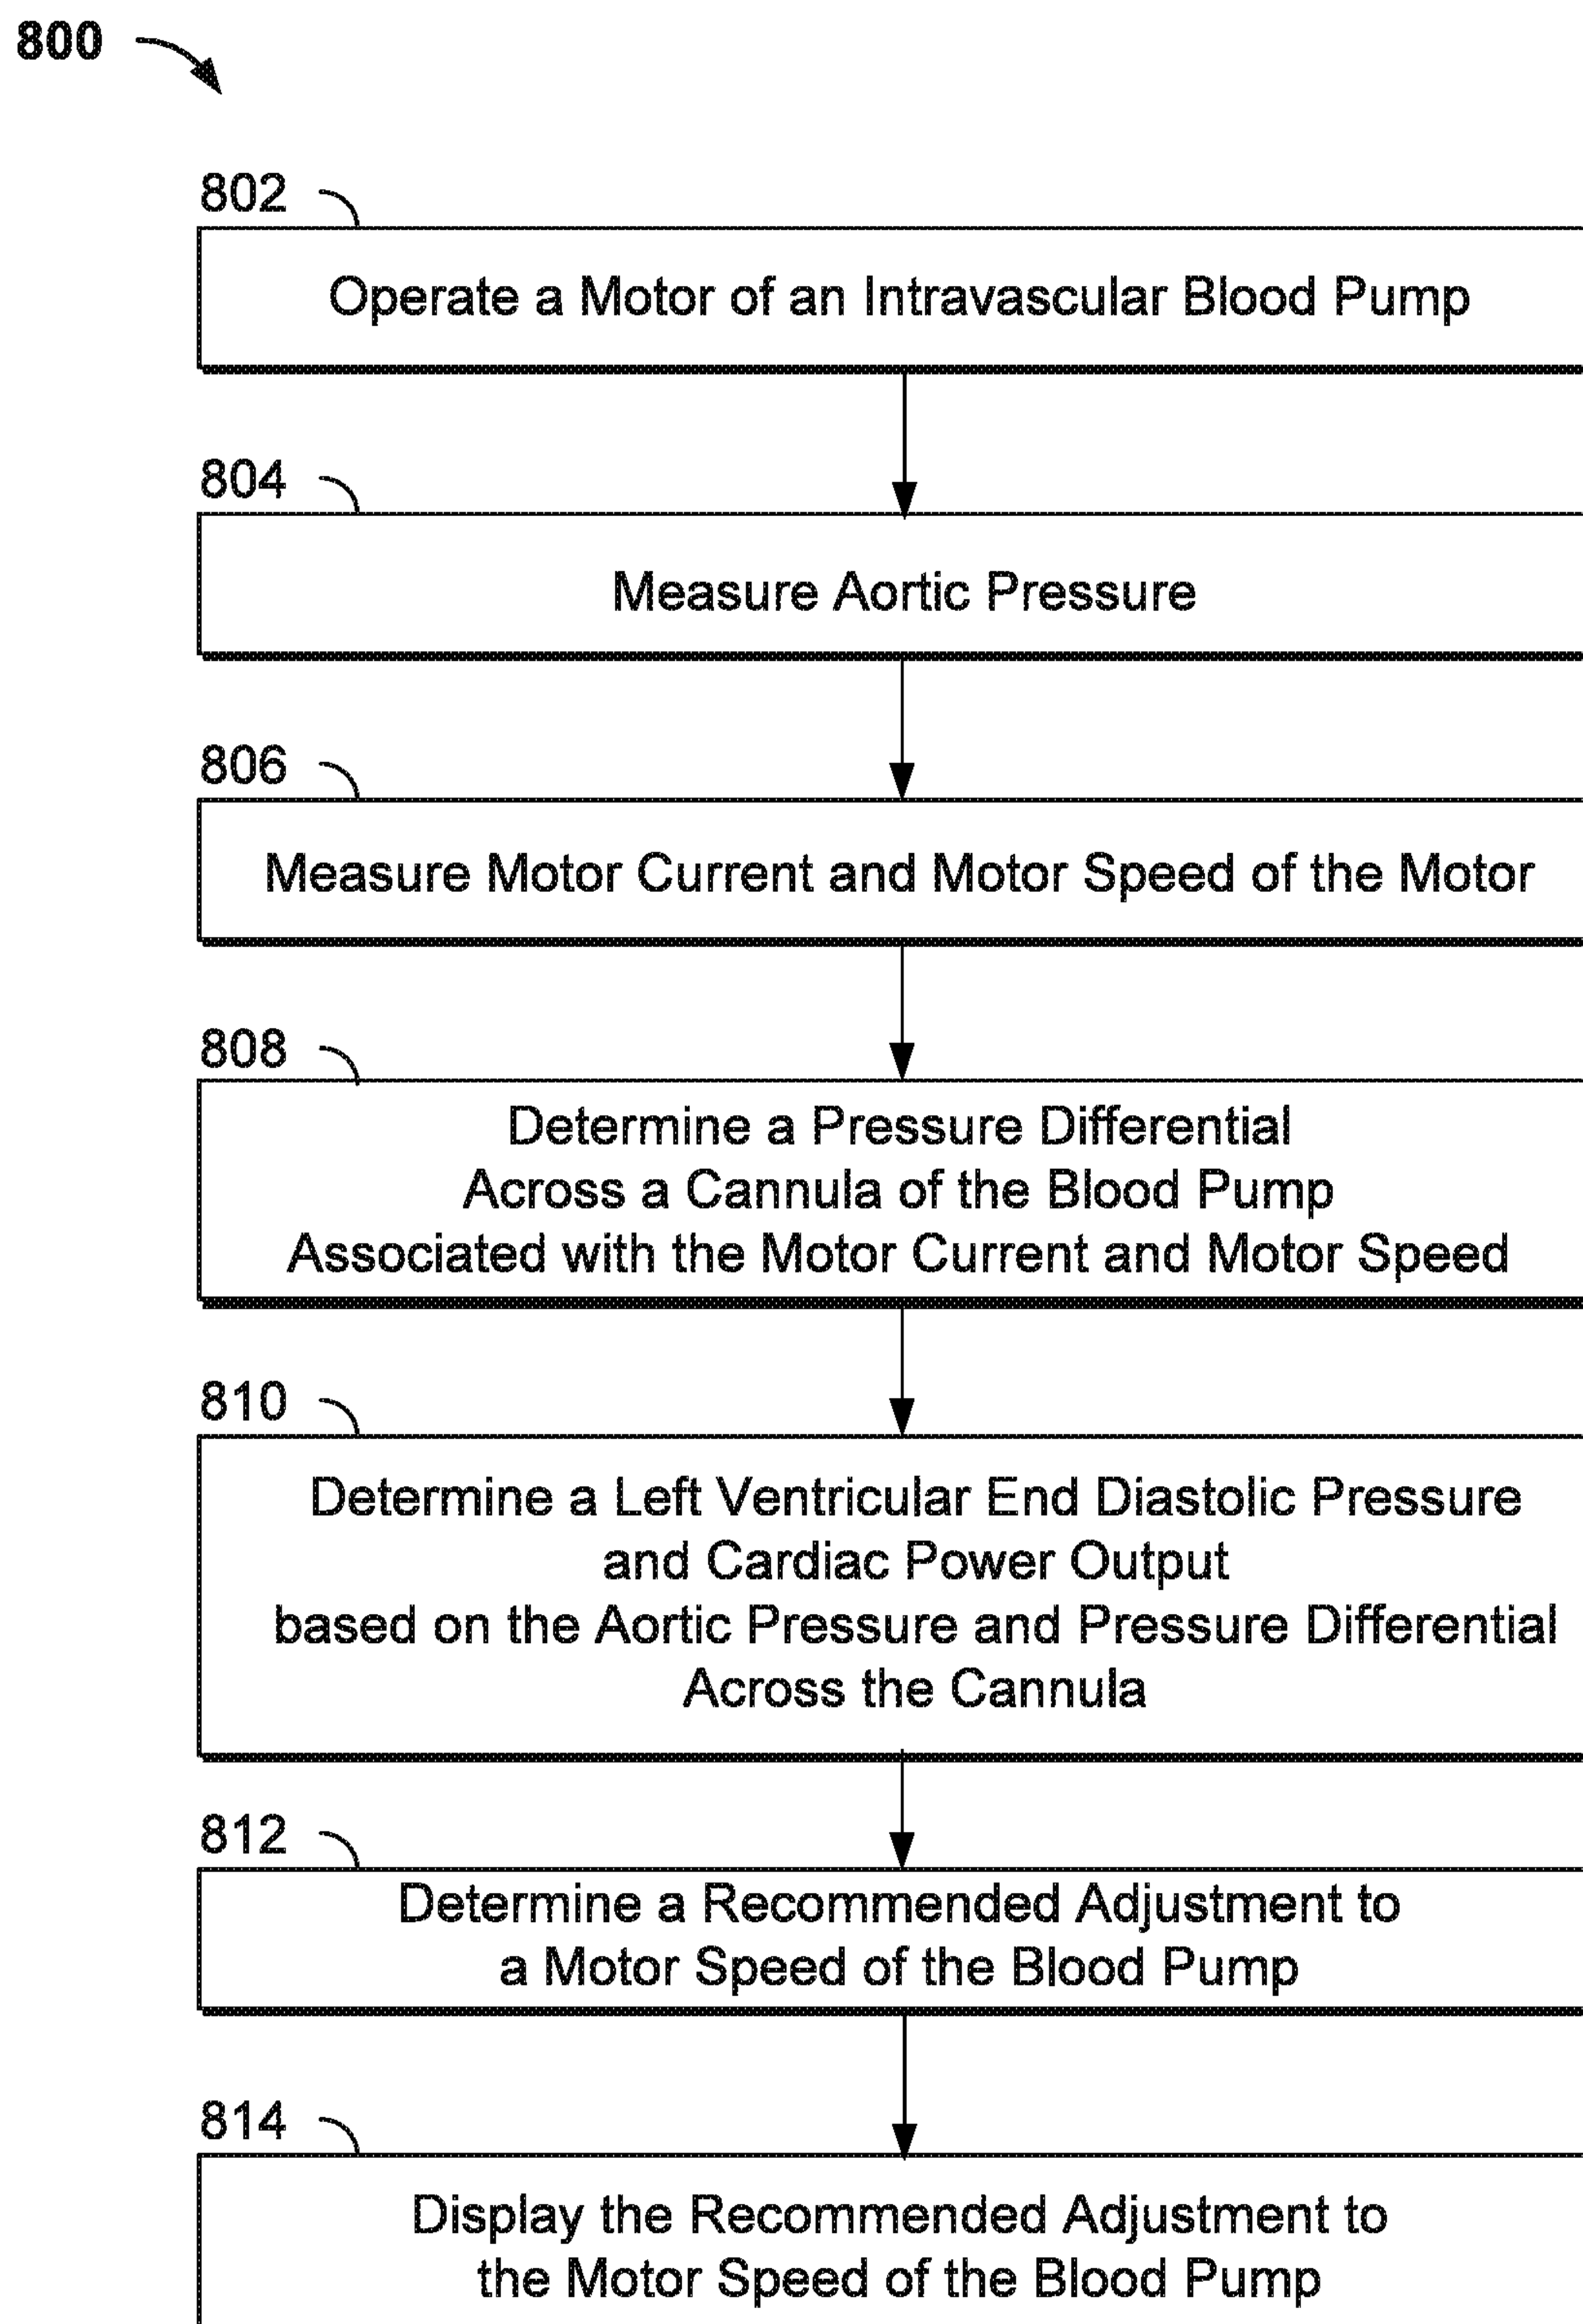 800
802
Operate a Motor of an Intravascular Blood Pump
804
Measure Aortic Pressure
806
Measure Motor Current and Motor Speed of the Motor
808
Determine a Pressure Differential
Across a Cannula of the Blood Pump
Associated with the Motor Current and Motor Speed
810
Determine a Left Ventricular End Diastolic Pressure
and Cardiac Power Output
based on the Aortic Pressure and Pressure Differential
Across the Cannula
812
Determine a Recommended Adjustment to
a Motor Speed of the Blood Pump
814
Display the Recommended Adjustment to
the Motor Speed of the Blood Pump